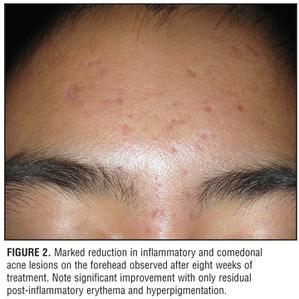 FIGURE 2. Marked reduction in inflammatory and comedonal
acne lesions on the forehead observed after eight weeks of
treatment. Note significant improvement with only residual
post-inflammatory erythema and hyperpigmentation.